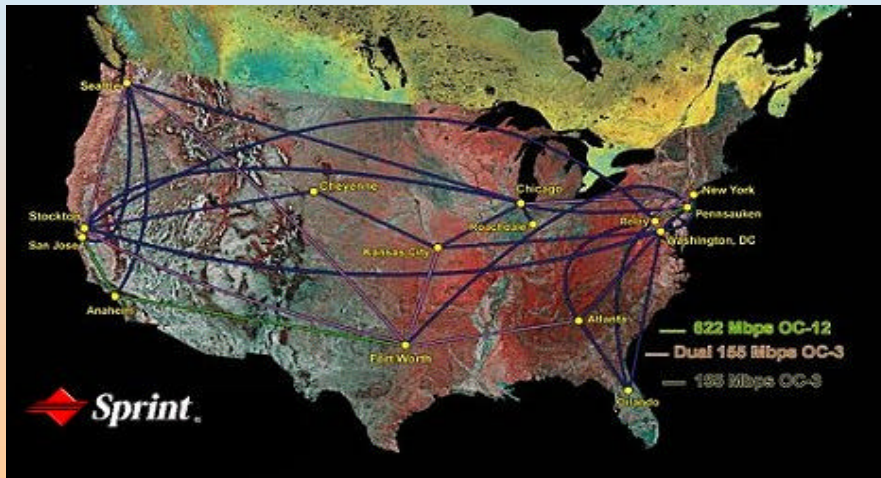 Seattle
Cheyenne
Chicago
New York
Stockton
Roachdale
Relay
Pennsauken
San Jose
Kansas City
Washington, DC
Anaheim
Atlanta
Fort Worth
622 Mbps OC-12
Dual 155 Mbps OC-3
155 Mbps OC-3
Orlando
Sprint